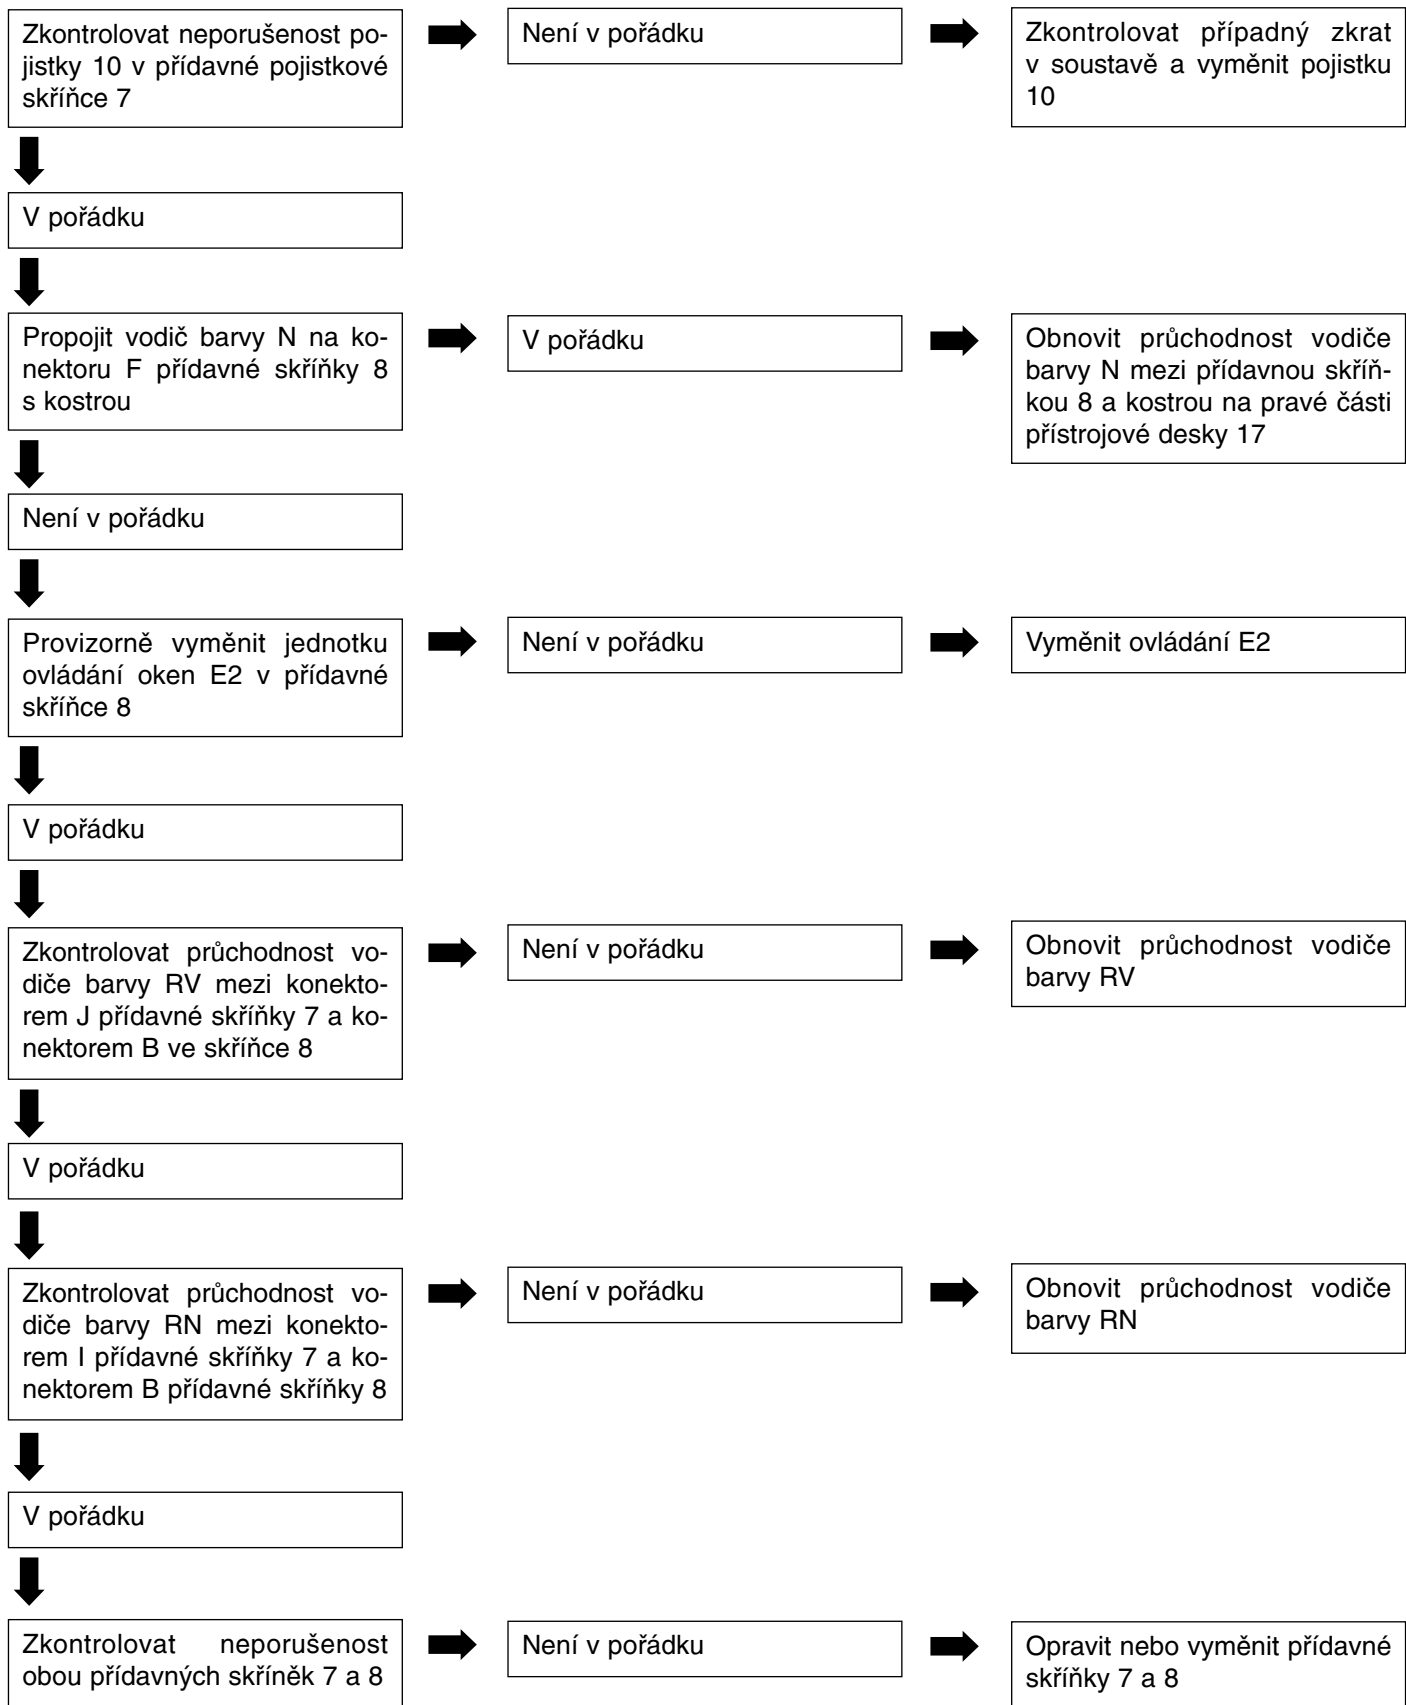 Zkontrolovat neporušenost po-
jistky 10 v přídavné pojistkové
skříňce 7
Není v pořádku
Zkontrolovat případný zkrat
v soustavě a vyměnit pojistku
10
V pořádku
Propojit vodič barvy N na ko-
nektoru F přídavné skříňky 8
s kostrou
V pořádku
Obnovit průchodnost vodiče
barvy N mezi přídavnou skříň-
kou 8 a kostrou na pravé části
přístrojové desky 17
Není v pořádku
Provizorně vyměnit jednotku
ovládání oken E2 v přídavné
skříňce 8
Není v pořádku
Vyměnit ovládání E2
V pořádku
Zkontrolovat průchodnost vo-
diče barvy RV mezi konekto-
rem J přídavné skříňky 7 a ko-
nektorem B ve skříňce 8
Není v pořádku
Obnovit průchodnost vodiče
barvy RV
V pořádku
Zkontrolovat průchodnost vo-
diče barvy RN mezi konekto-
rem I přídavné skříňky 7 a ko-
nektorem B přídavné skříňky 8
Není v pořádku
Obnovit průchodnost vodiče
barvy RN
V pořádku
Zkontrolovat neporušenost
obou přídavných skříněk 7 a 8
Není v pořádku
Opravit nebo vyměnit přídavné
skříňky 7 a 8